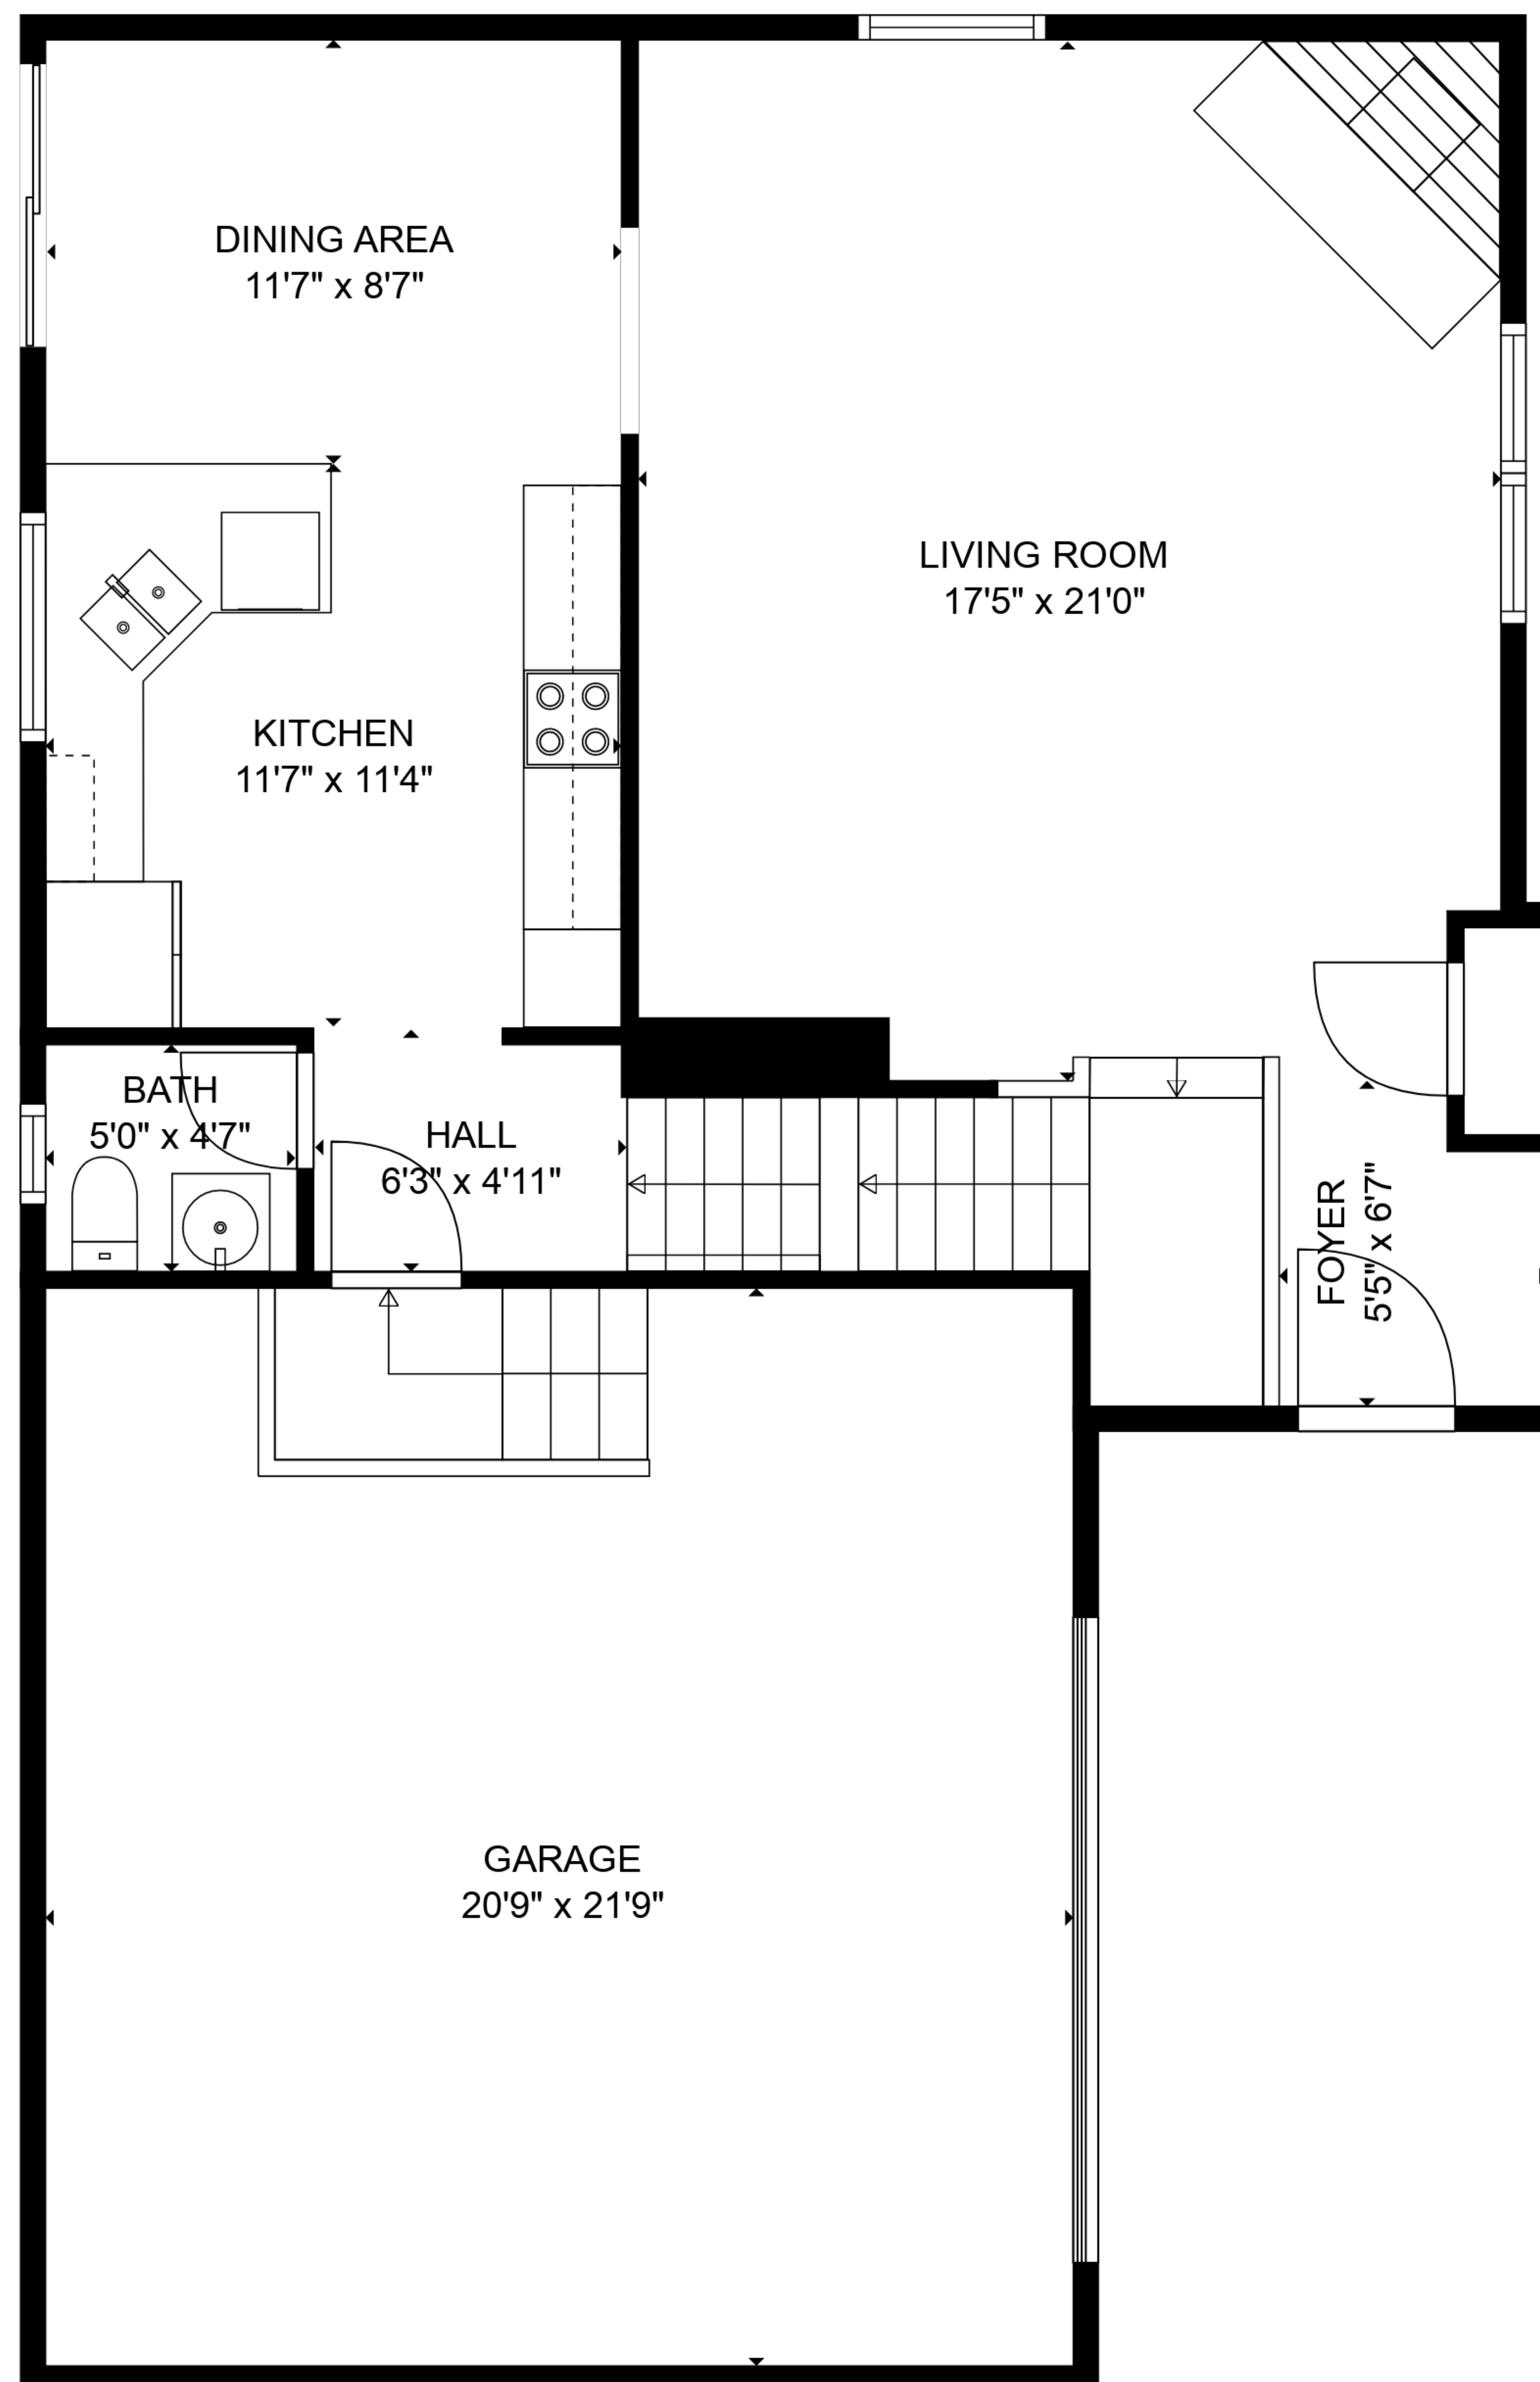 DINING AREA
11'7" x 8'7"
LIVING ROOM
17'5" x 21'0"
KITCHEN
11'7" x 11'4"
BATH
5'0" x 4'7"
HALL
6'3" x 4'11"
FOYER
5'5" x 6'7"
GARAGE
20'9" x 21'9"